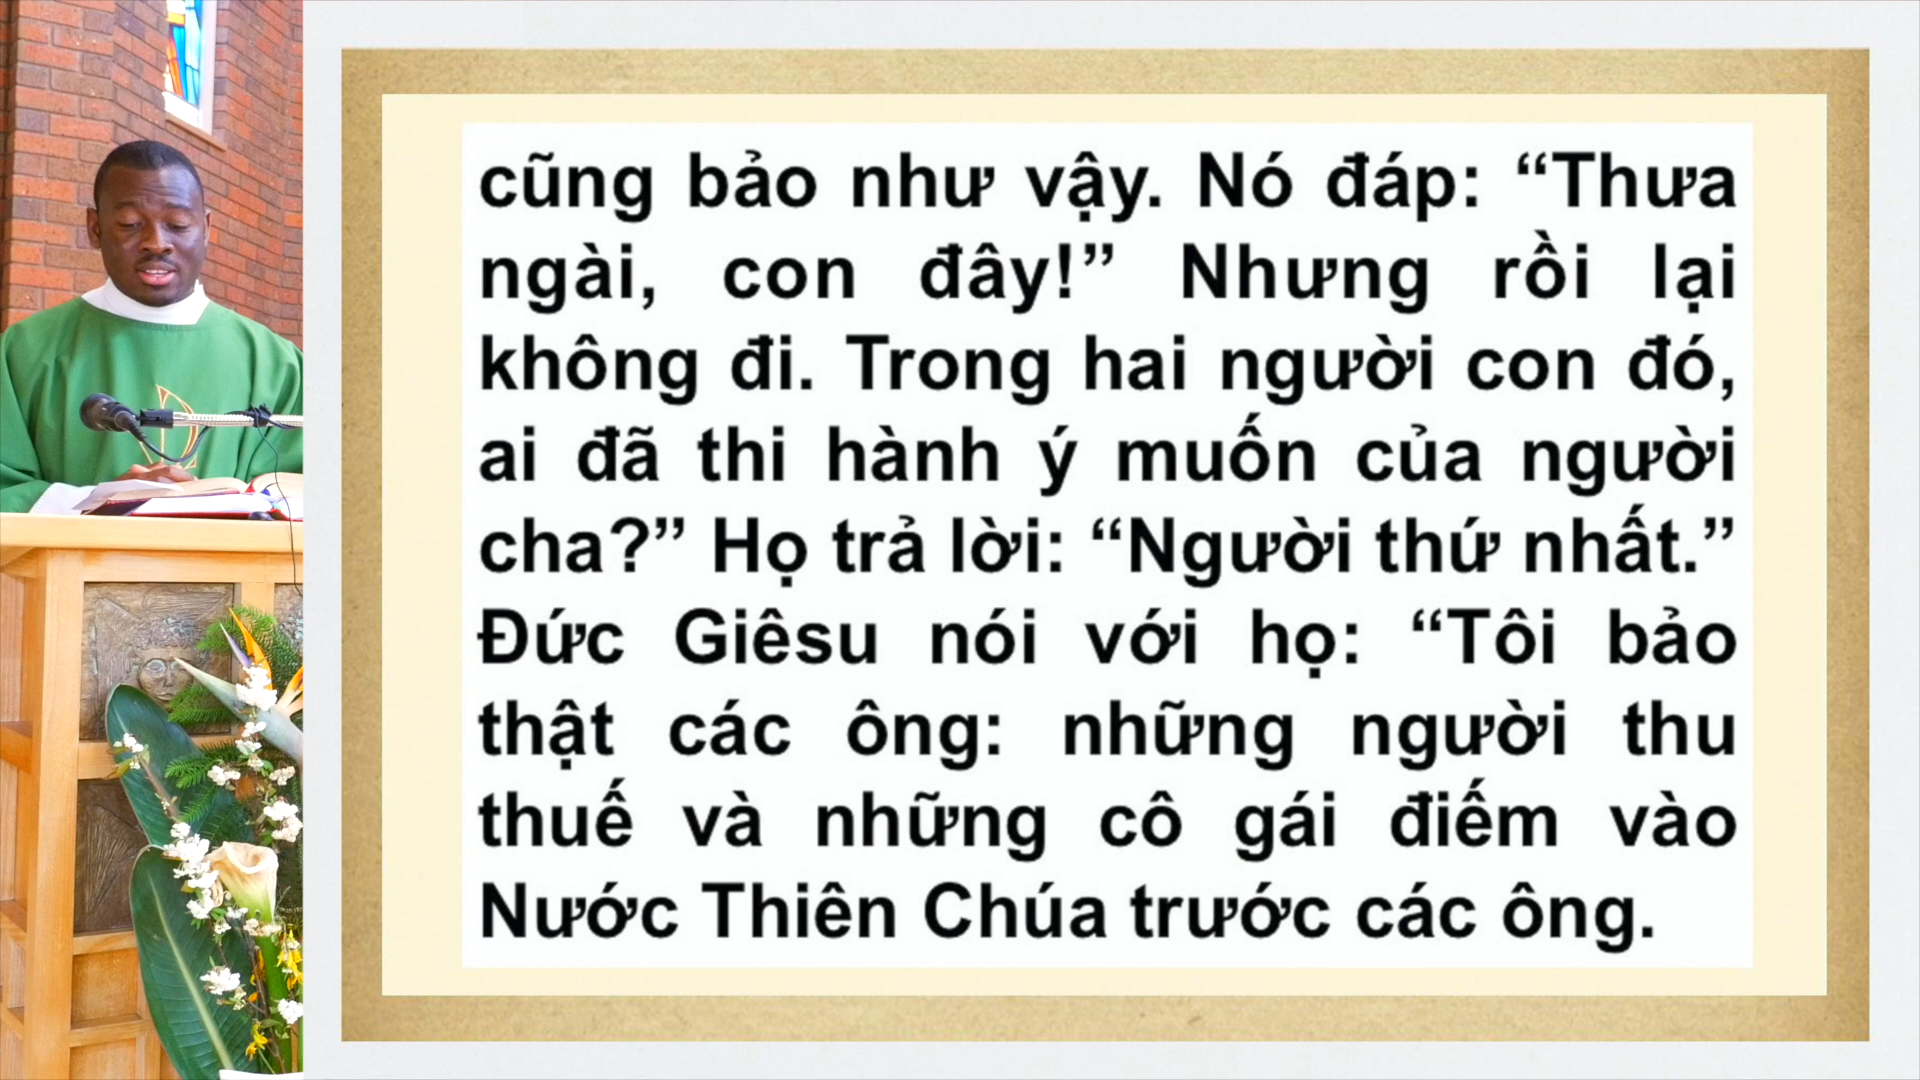 cũng bảo như vậy. Nó đáp: “Thưa
ngài, con đây!” Nhưng rồi lại
không đi. Trong hai người con đó,
ai đã thi hành ý muốn của người
cha?” Họ trả lời: “Người thứ nhất.”
Đức Giêsu nói với họ: “Tôi bảo
thật các ông: những người thu
thuế và những cô gái điếm vào
Nước Thiên Chúa trước các ông.